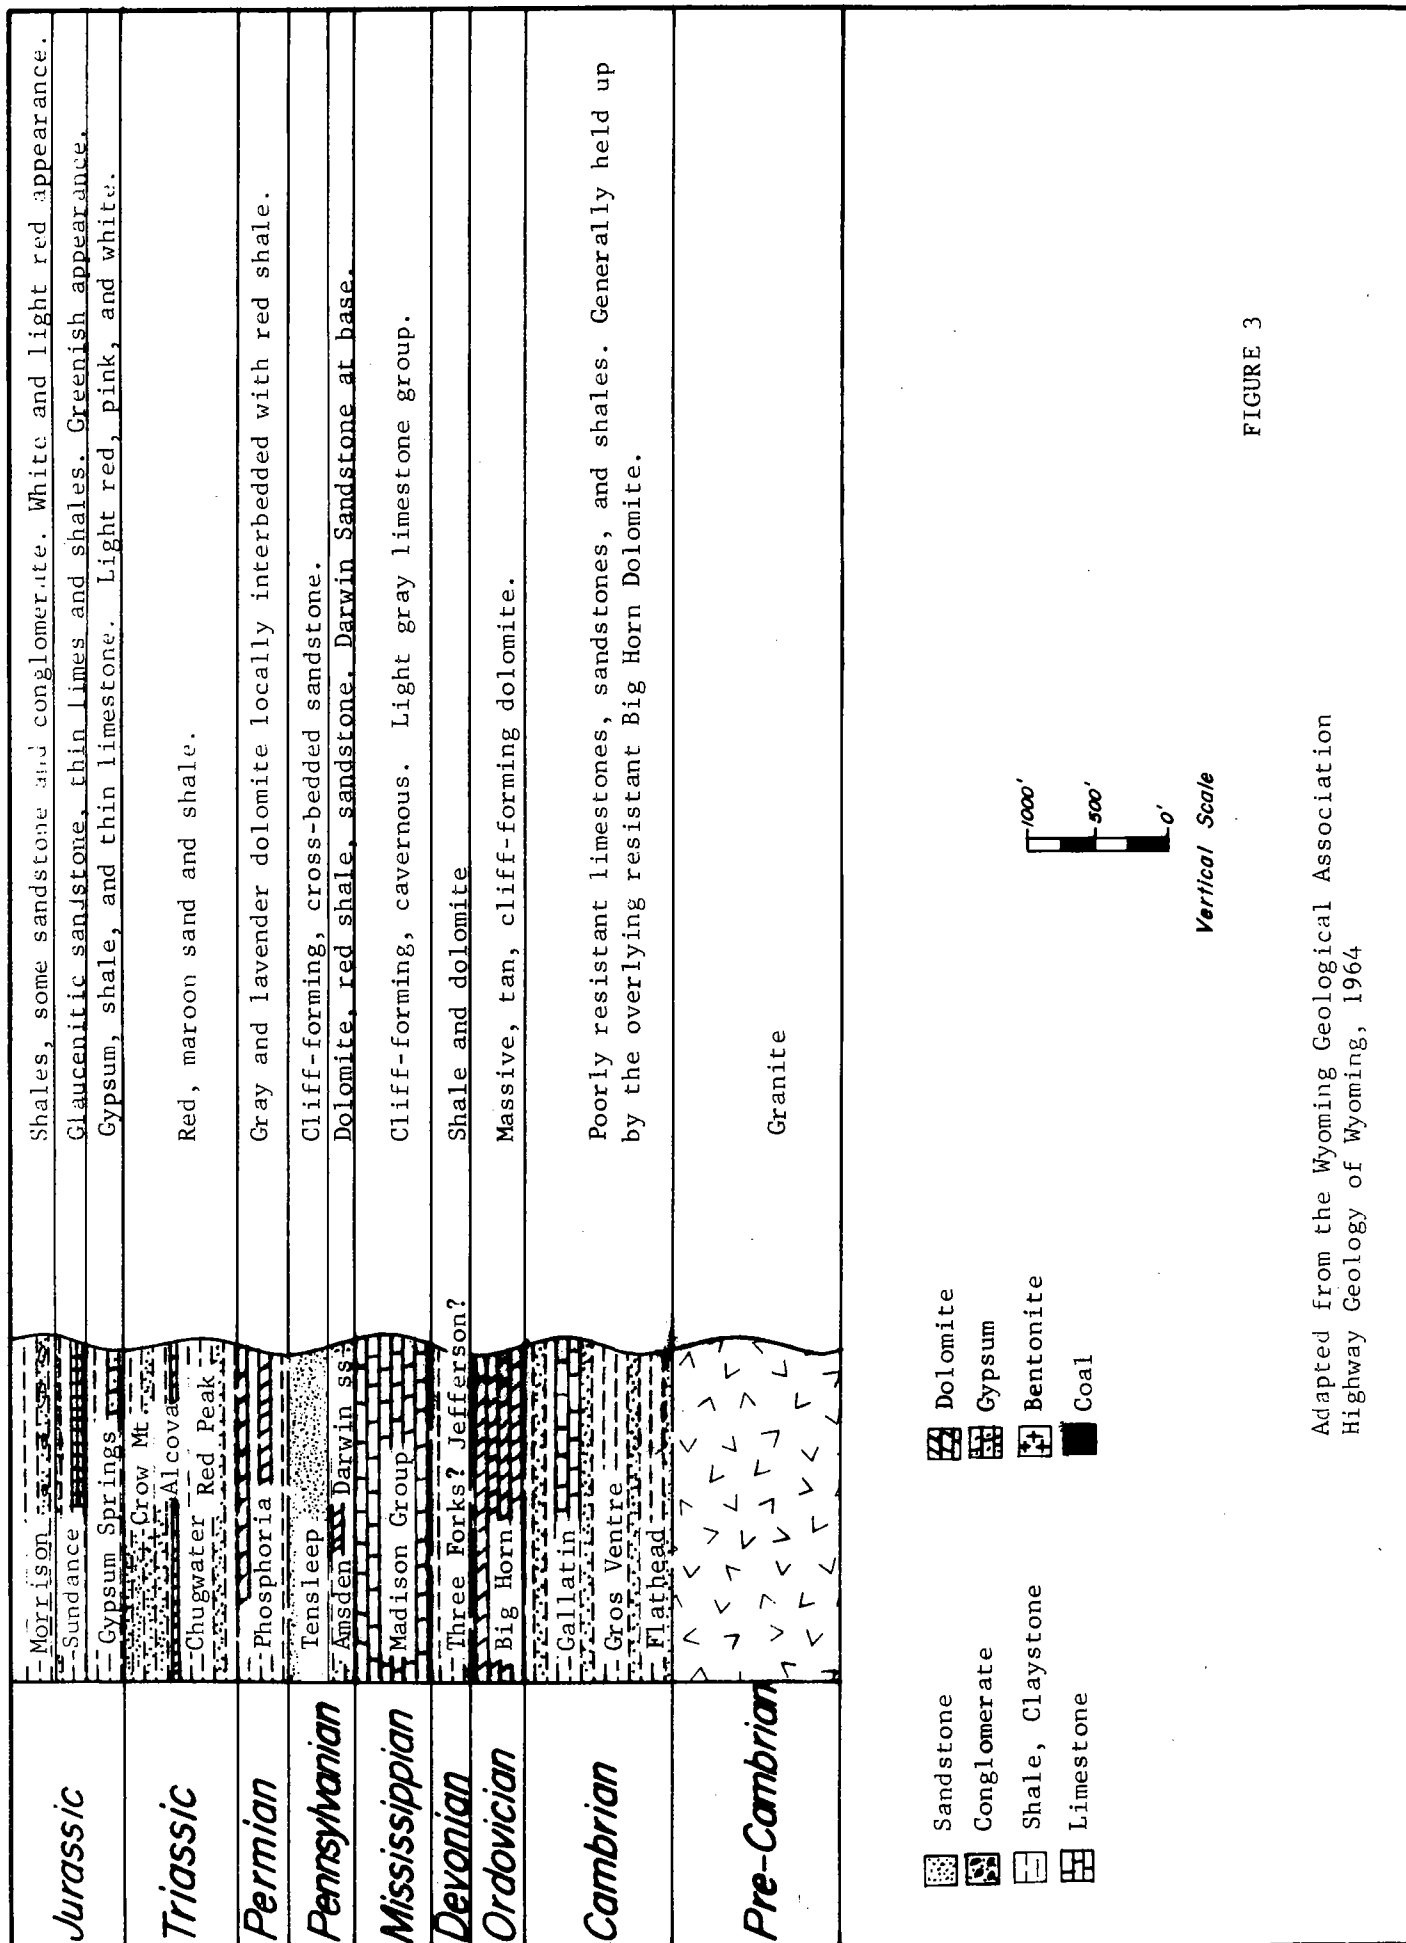 Jurassic
Morrison
Shales, some sandstone and conglomerate. White and light red appearance.
Sundance
Glaucenitic sandstone, thin limes and shales. Greenish appearance.
Gypsum Springs
Gypsum, shale, and thin limestone. Light red, pink, and white.
Triassic
Crow Mt.
Alcova
Chugwater Red Peak
Red, maroon sand and shale.
Permian
Phosphoria
Gray and lavender dolomite locally interbedded with red shale.
Pennsylvanian
Tensleep
Cliff-forming, cross-bedded sandstone.
Amsden Darwin ss
Dolomite, red shale, sandstone, Darwin Sandstone at base.
Mississippian
Madison Group
Cliff-forming, cavernous. Light gray limestone group.
Devonian
Three Forks? Jefferson?
Shale and dolomite
Ordovician
Big Horn
Massive, tan, cliff-forming dolomite.
Cambrian
Gallatin
Gros Ventre
Flathead
Poorly resistant limestones, sandstones, and shales. Generally held up
by the overlying resistant Big Horn Dolomite.
Pre-Cambrian
Granite
Sandstone
Conglomerate
Shale, Claystone
Limestone
Dolomite
Gypsum
Bentonite
Coal
1000'
500'
0'
Vertical Scale
FIGURE 3
Adapted from the Wyoming Geological Association
Highway Geology of Wyoming, 1964